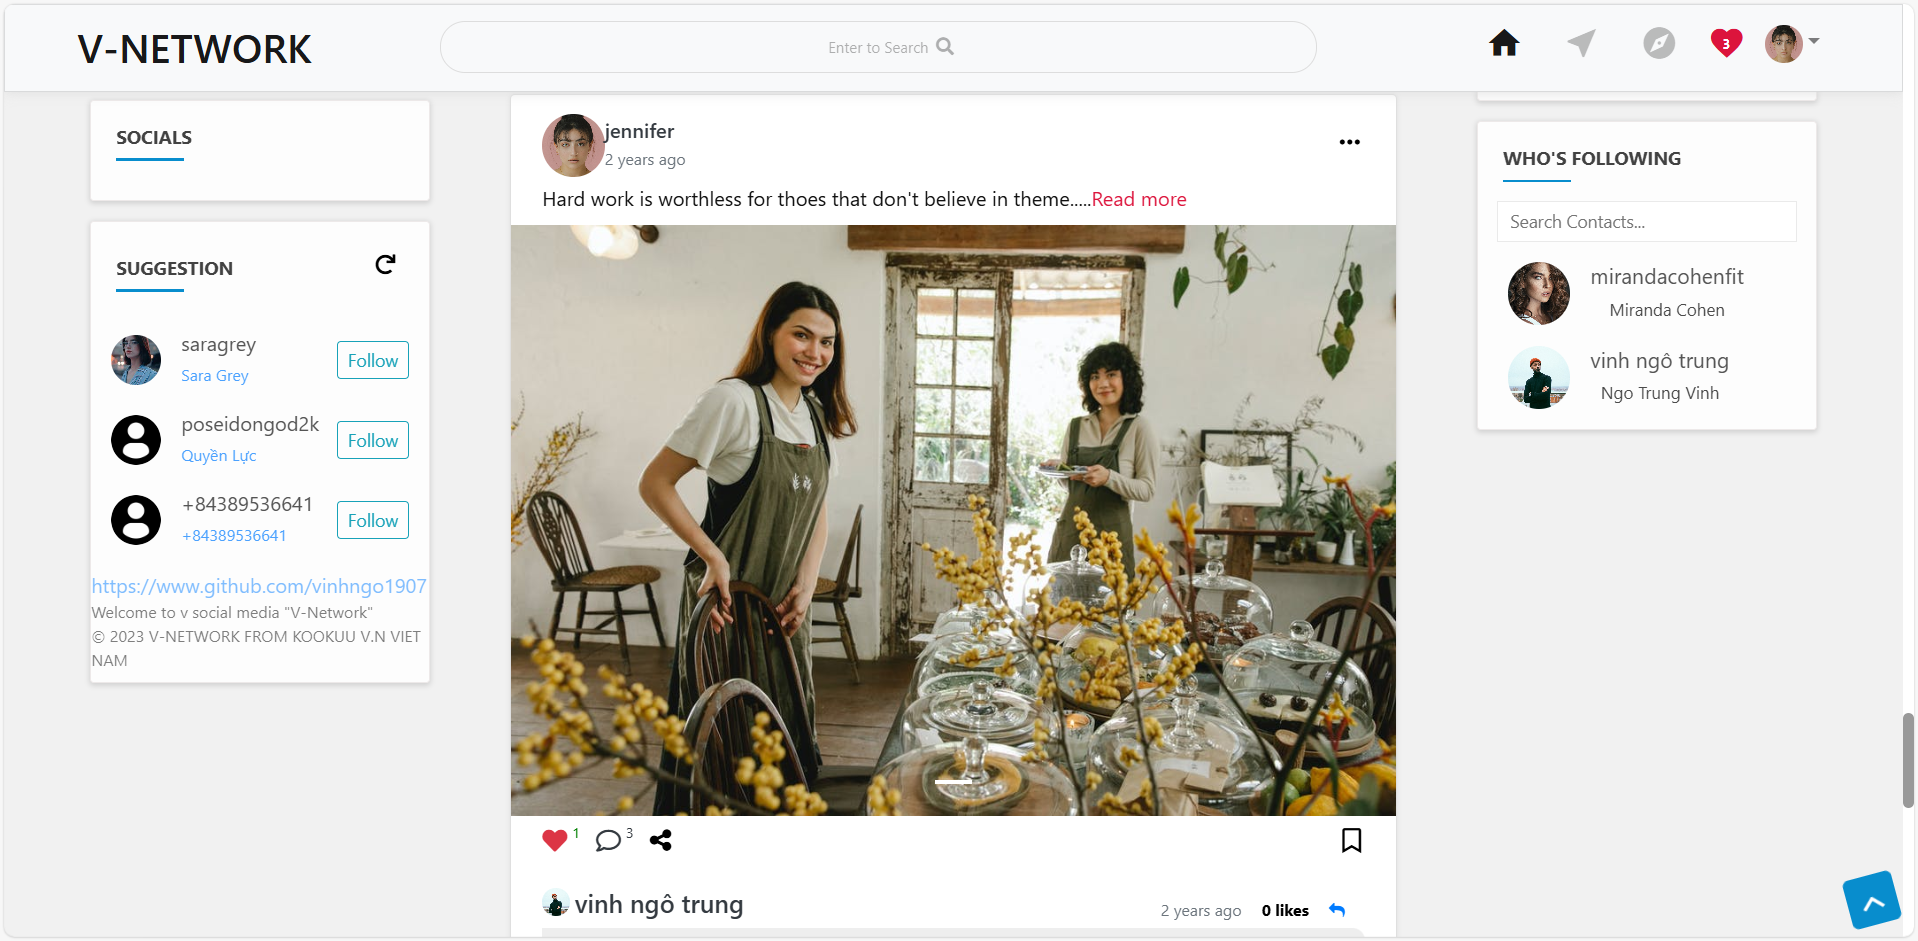 V-NETWORK
Enter to Search
3
SOCIALS
SUGGESTION
saragrey
Sara Grey
Follow
poseidongod2k
Quyền Lực
Follow
+84389536641
+84389536641
Follow
https://www.github.com/vinhngo1907
Welcome to v social media "V-Network"
© 2023 V-NETWORK FROM KOOKUU V.N VIET
NAM
jennifer
2 years ago
Hard work is worthless for thoes that don't believe in theme.....Read more
1
3
vinh ngô trung
2 years ago
0 likes
WHO'S FOLLOWING
Search Contacts...
mirandacohenfit
Miranda Cohen
vinh ngô trung
Ngo Trung Vinh